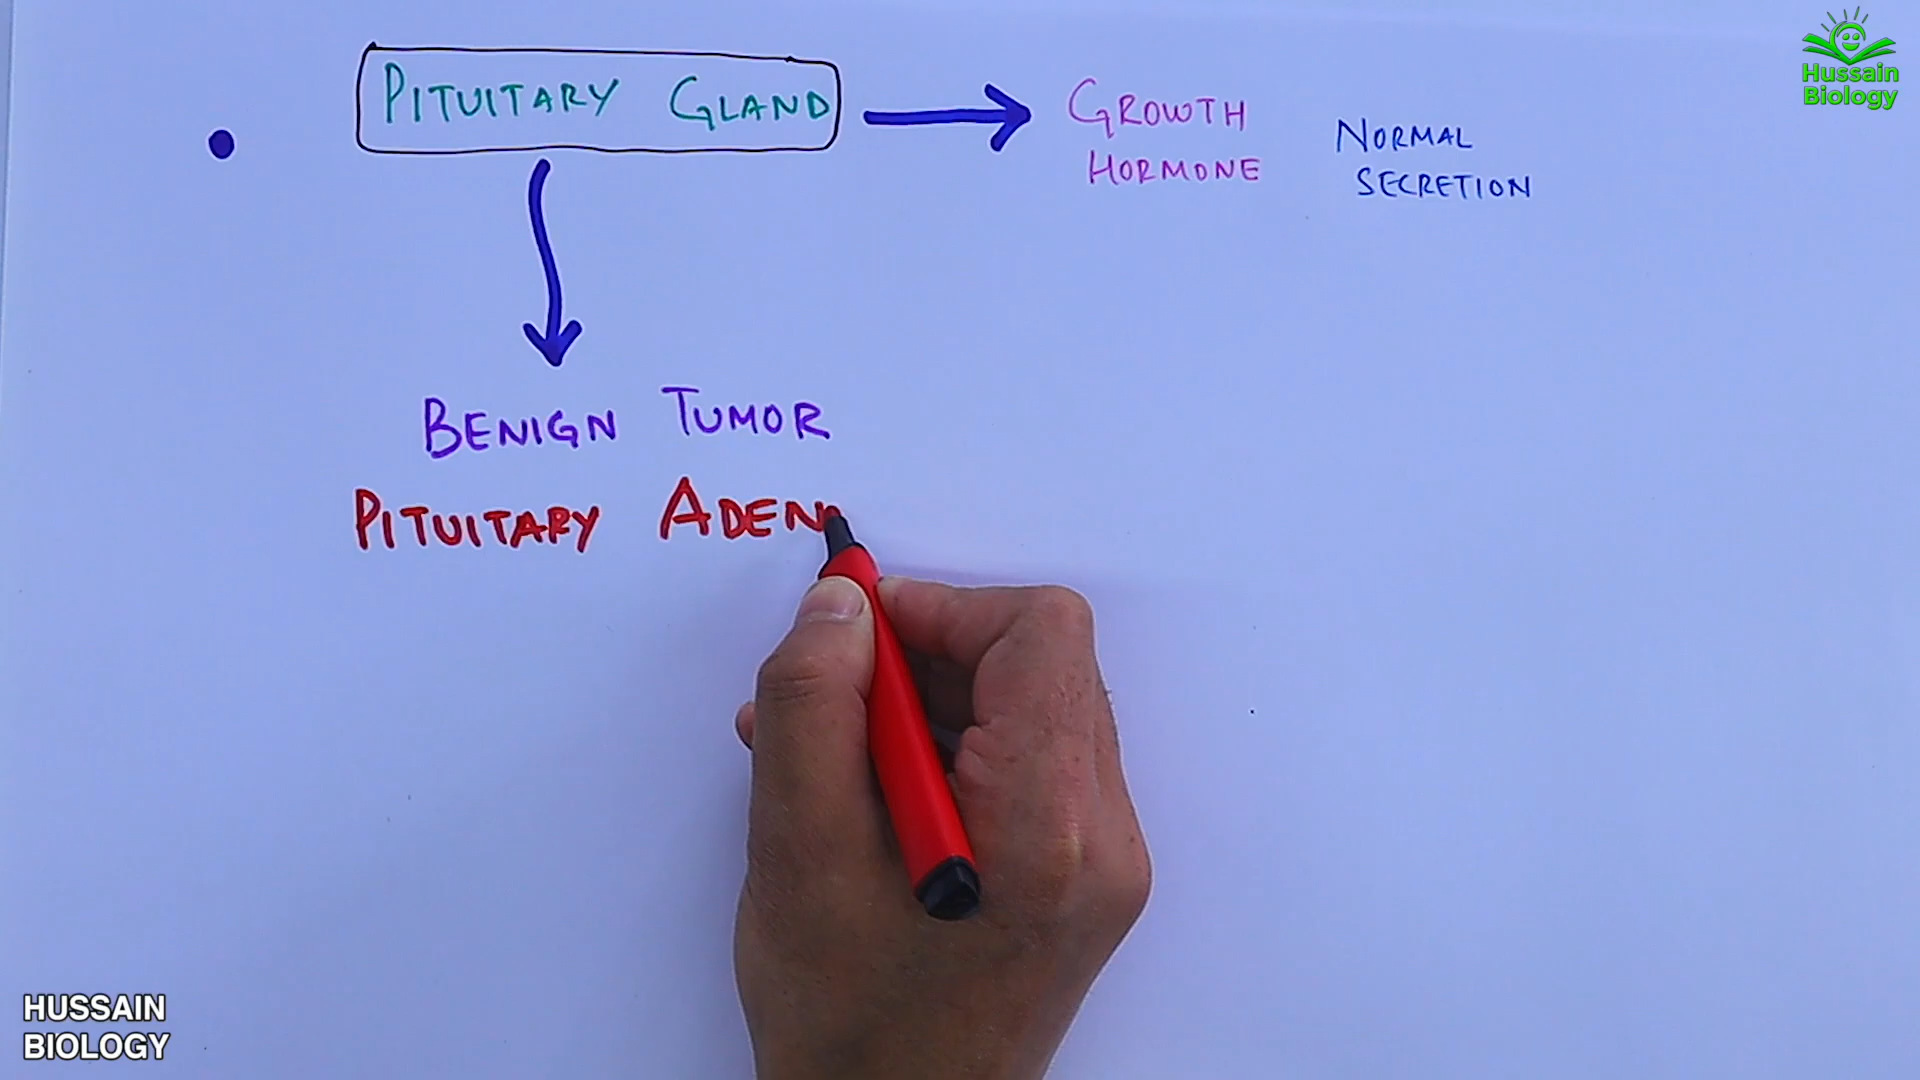 PITUITARY GLAND
GROWTH
HORMONE
NORMAL
SECRETION
BENIGN TUMOR
PITUITARY ADEN
Hussain
Biology
HUSSAIN
BIOLOGY